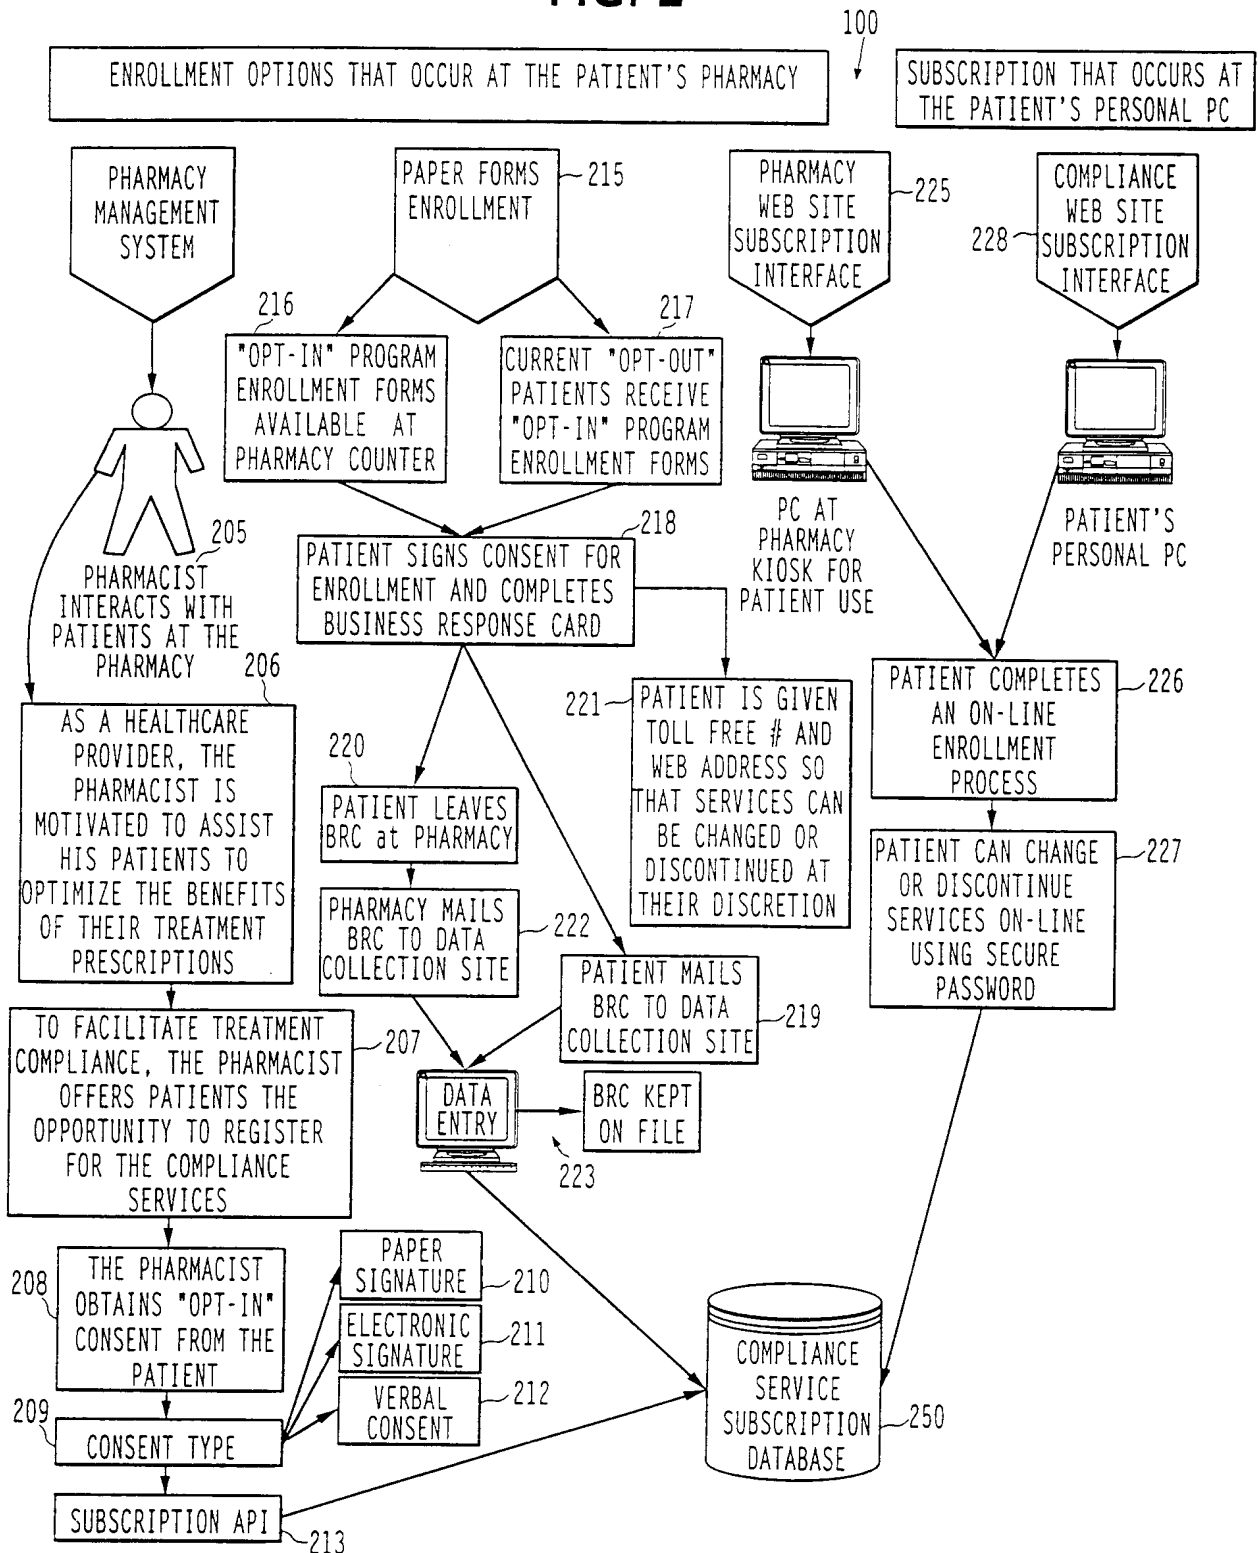 100
ENROLLMENT OPTIONS THAT OCCUR AT THE PATIENT'S PHARMACY
SUBSCRIPTION THAT OCCURS AT
THE PATIENT'S PERSONAL PC
PHARMACY
MANAGEMENT
SYSTEM
PAPER FORMS
ENROLLMENT
215
PHARMACY
WEB SITE
SUBSCRIPTION
INTERFACE
225
COMPLIANCE
WEB SITE
SUBSCRIPTION
INTERFACE
228
216
"OPT-IN" PROGRAM
ENROLLMENT FORMS
AVAILABLE AT
PHARMACY COUNTER
217
CURRENT "OPT-OUT"
PATIENTS RECEIVE
"OPT-IN" PROGRAM
ENROLLMENT FORMS
PC AT
PHARMACY
KIOSK FOR
PATIENT USE
PATIENT'S
PERSONAL PC
205
PHARMACIST
INTERACTS WITH
PATIENTS AT THE
PHARMACY
218
PATIENT SIGNS CONSENT FOR
ENROLLMENT AND COMPLETES
BUSINESS RESPONSE CARD
206
AS A HEALTHCARE
PROVIDER, THE
PHARMACIST IS
MOTIVATED TO ASSIST
HIS PATIENTS TO
OPTIMIZE THE BENEFITS
OF THEIR TREATMENT
PRESCRIPTIONS
220
PATIENT LEAVES
BRC at PHARMACY
221
PATIENT IS GIVEN
TOLL FREE # AND
WEB ADDRESS SO
THAT SERVICES CAN
BE CHANGED OR
DISCONTINUED AT
THEIR DISCRETION
PATIENT COMPLETES
AN ON-LINE
ENROLLMENT
PROCESS
226
PATIENT CAN CHANGE
OR DISCONTINUE
SERVICES ON-LINE
USING SECURE
PASSWORD
227
PHARMACY MAILS
BRC TO DATA
COLLECTION SITE
222
PATIENT MAILS
BRC TO DATA
COLLECTION SITE
219
TO FACILITATE TREATMENT
COMPLIANCE, THE PHARMACIST
OFFERS PATIENTS THE
OPPORTUNITY TO REGISTER
FOR THE COMPLIANCE
SERVICES
207
DATA
ENTRY
BRC KEPT
ON FILE
223
208
THE PHARMACIST
OBTAINS "OPT-IN"
CONSENT FROM THE
PATIENT
PAPER
SIGNATURE
210
ELECTRONIC
SIGNATURE
211
VERBAL
CONSENT
212
209
CONSENT TYPE
SUBSCRIPTION API
213
COMPLIANCE
SERVICE
SUBSCRIPTION
DATABASE
250